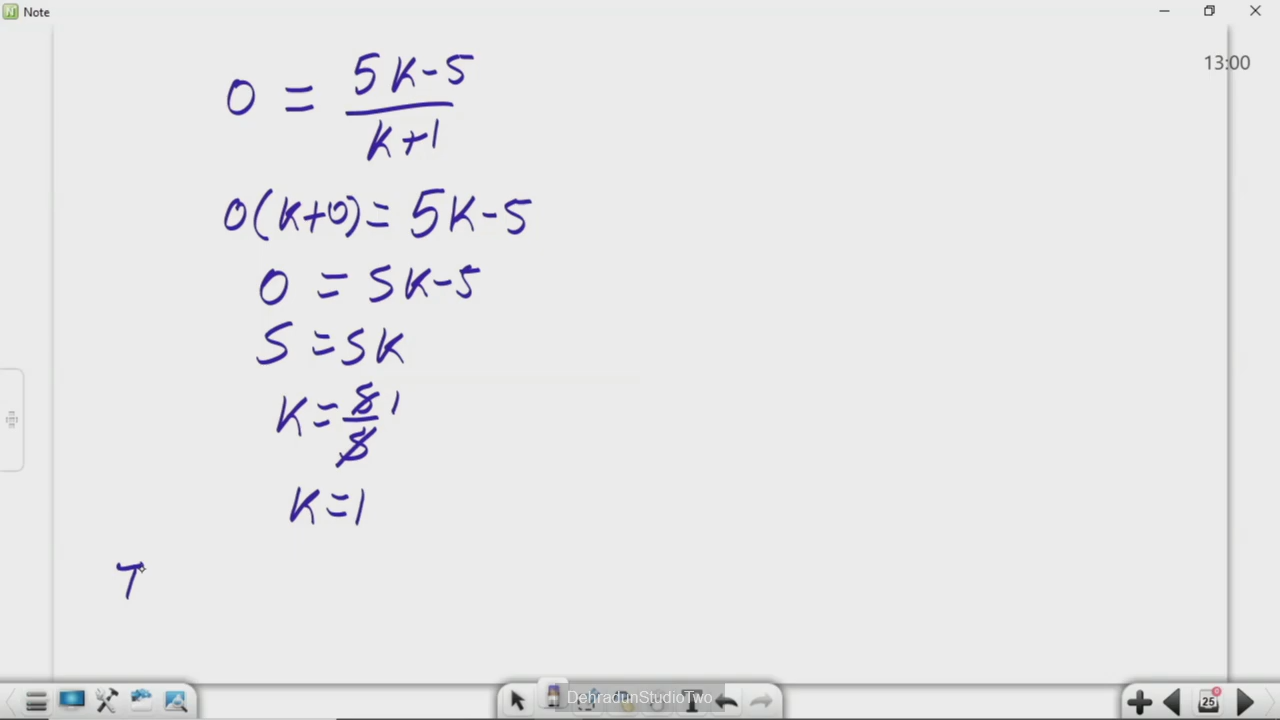 Note
13:00
0 = 5K-5 / K+1
0(K+0) = 5K-5
0 = 5K-5
5 = 5K
K = 5/5 1
K = 1
T
DehradunStudioTwo
25